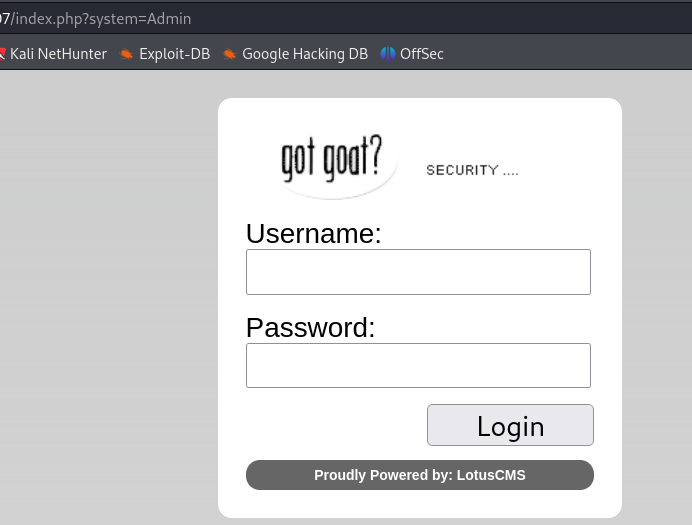 07/index.php?system=Admin
Kali NetHunter Exploit-DB Google Hacking DB OffSec
got goat? SECURITY ....
Username:
Password:
Login
Proudly Powered by: LotusCMS